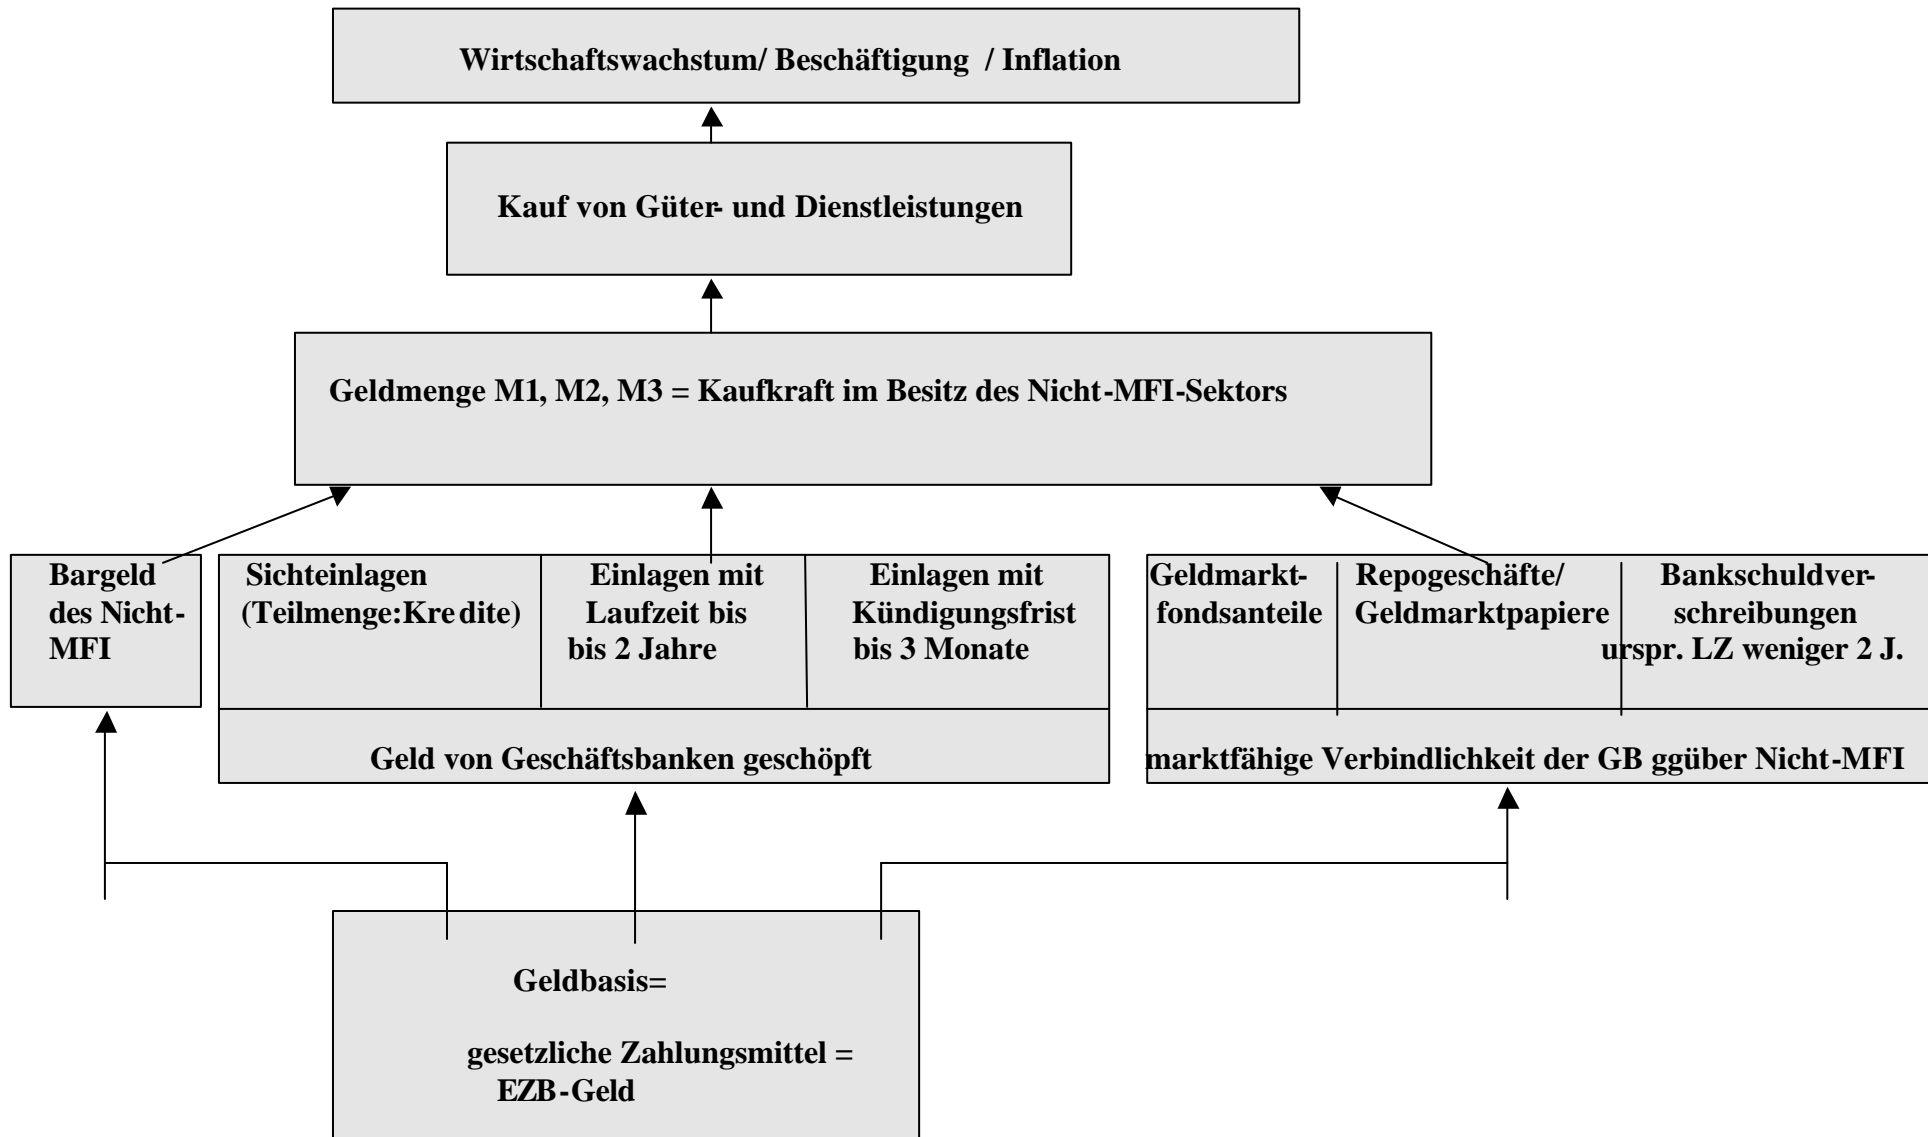 Wirtschaftswachstum/ Beschäftigung / Inflation
Kauf von Güter- und Dienstleistungen
Geldmenge M1, M2, M3 = Kaufkraft im Besitz des Nicht-MFI-Sektors
Bargeld
des Nicht-
MFI
Sichteinlagen
(Teilmenge:Kredite)
Einlagen mit
Laufzeit bis
bis 2 Jahre
Einlagen mit
Kündigungsfrist
bis 3 Monate
Geld von Geschäftsbanken geschöpft
Geldmarkt-
fondsanteile
Repogeschäfte/
Geldmarktpapiere
Bankschuldver-
schreibungen
urspr. LZ weniger 2 J.
marktfähige Verbindlichkeit der GB ggüber Nicht-MFI
Geldbasis=
gesetzliche Zahlungsmittel =
EZB-Geld